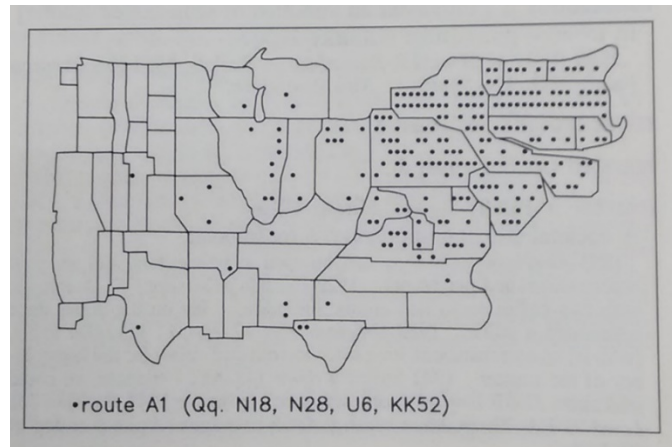 •route A1 (Qq. N18, N28, U6, KK52)